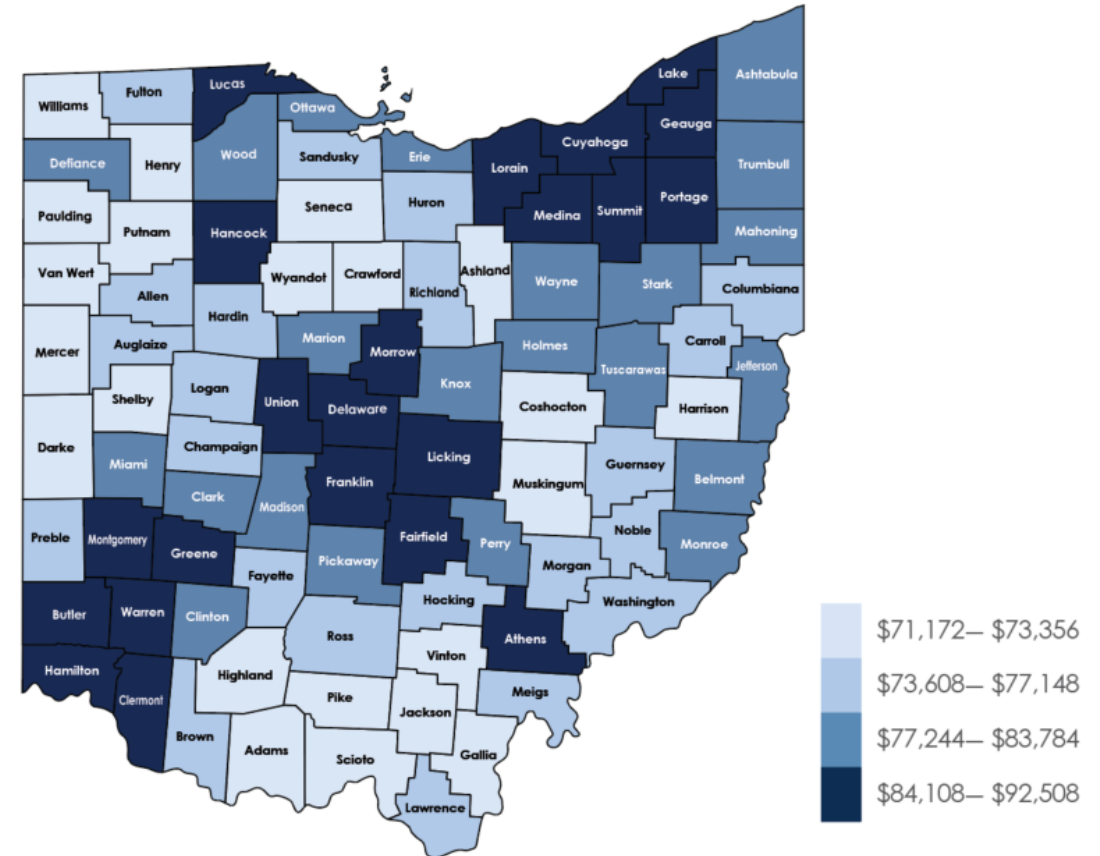 Lake
Ashtabula
Lucas
Fulton
Williams
Ottawa
Geauga
Cuyahoga
Wood
Sandusky
Erie
Defiance
Henry
Lorain
Trumbull
Portage
Huron
Seneca
Summit
Medina
Paulding
Putnam
Hancock
Mahoning
Van Wert
Wyandot
Crawford
Ashland
Wayne
Stark
Columbiana
Richland
Allen
Hardin
Marion
Auglaize
Carroll
Holmes
Mercer
Morrow
Jefferson
Tuscarawas
Knox
Logan
Shelby
Union
Delaware
Coshocton
Harrison
Darke
Champaign
Licking
Miami
Guernsey
Belmont
Franklin
Muskingum
Clark
Madison
Noble
Preble
Montgomery
Fairfield
Perry
Monroe
Greene
Pickaway
Morgan
Fayette
Hocking
Washington
Butler
Warren
Clinton
Ross
Athens
Vinton
Hamilton
Highland
Meigs
Clermont
Pike
Jackson
Brown
Adams
Scioto
Gallia
Lawrence
$71,172— $73,356
$73,608— $77,148
$77,244— $83,784
$84,108— $92,508